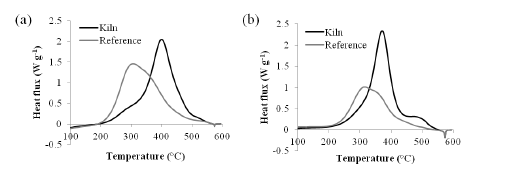 (a)
2.5
2
1.5
1
0.5
0
-0.5
Heat flux (W g⁻¹)
Kiln
Reference
100 200 300 400 500 600
Temperature (°C)
(b)
2.5
2
1.5
1
0.5
0
-0.5
Heat flux (W g⁻¹)
Kiln
Reference
100 200 300 400 500 600
Temperature (°C)